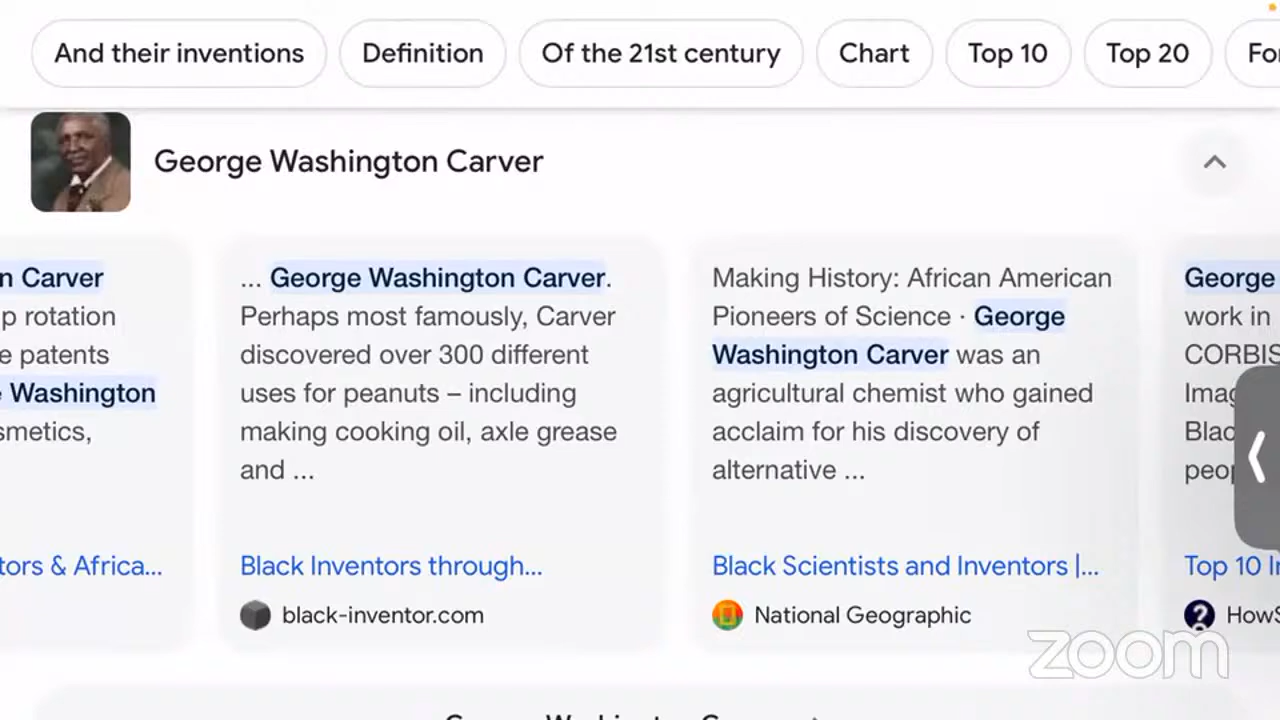 And their inventions Definition Of the 21st century Chart Top 10 Top 20
George Washington Carver
n Carver
p rotation
e patents
Washington
smetics,
tors & Africa...
... George Washington Carver.
Perhaps most famously, Carver
discovered over 300 different
uses for peanuts – including
making cooking oil, axle grease
and ...
Black Inventors through...
black-inventor.com
Making History: African American
Pioneers of Science · George
Washington Carver was an
agricultural chemist who gained
acclaim for his discovery of
alternative ...
Black Scientists and Inventors |...
National Geographic
George
work in
CORBIS
Top 10 I
HowS
zoom